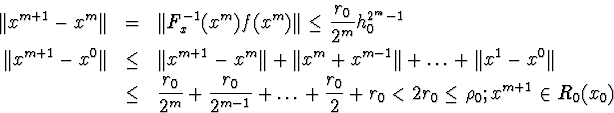 ‖x^{m+1} − x^m‖ = ‖F_x^{−1}(x^m)f(x^m)‖ ≤ \frac{r_0}{2^m} h_0^{2^m−1}
‖x^{m+1} − x^0‖ ≤ ‖x^{m+1} − x^m‖ + ‖x^m + x^{m−1}‖ + … + ‖x^1 − x^0‖
≤ \frac{r_0}{2^m} + \frac{r_0}{2^{m−1}} + … + \frac{r_0}{2} + r_0 < 2r_0 ≤ ρ_0; x^{m+1} ∈ R_0(x_0)